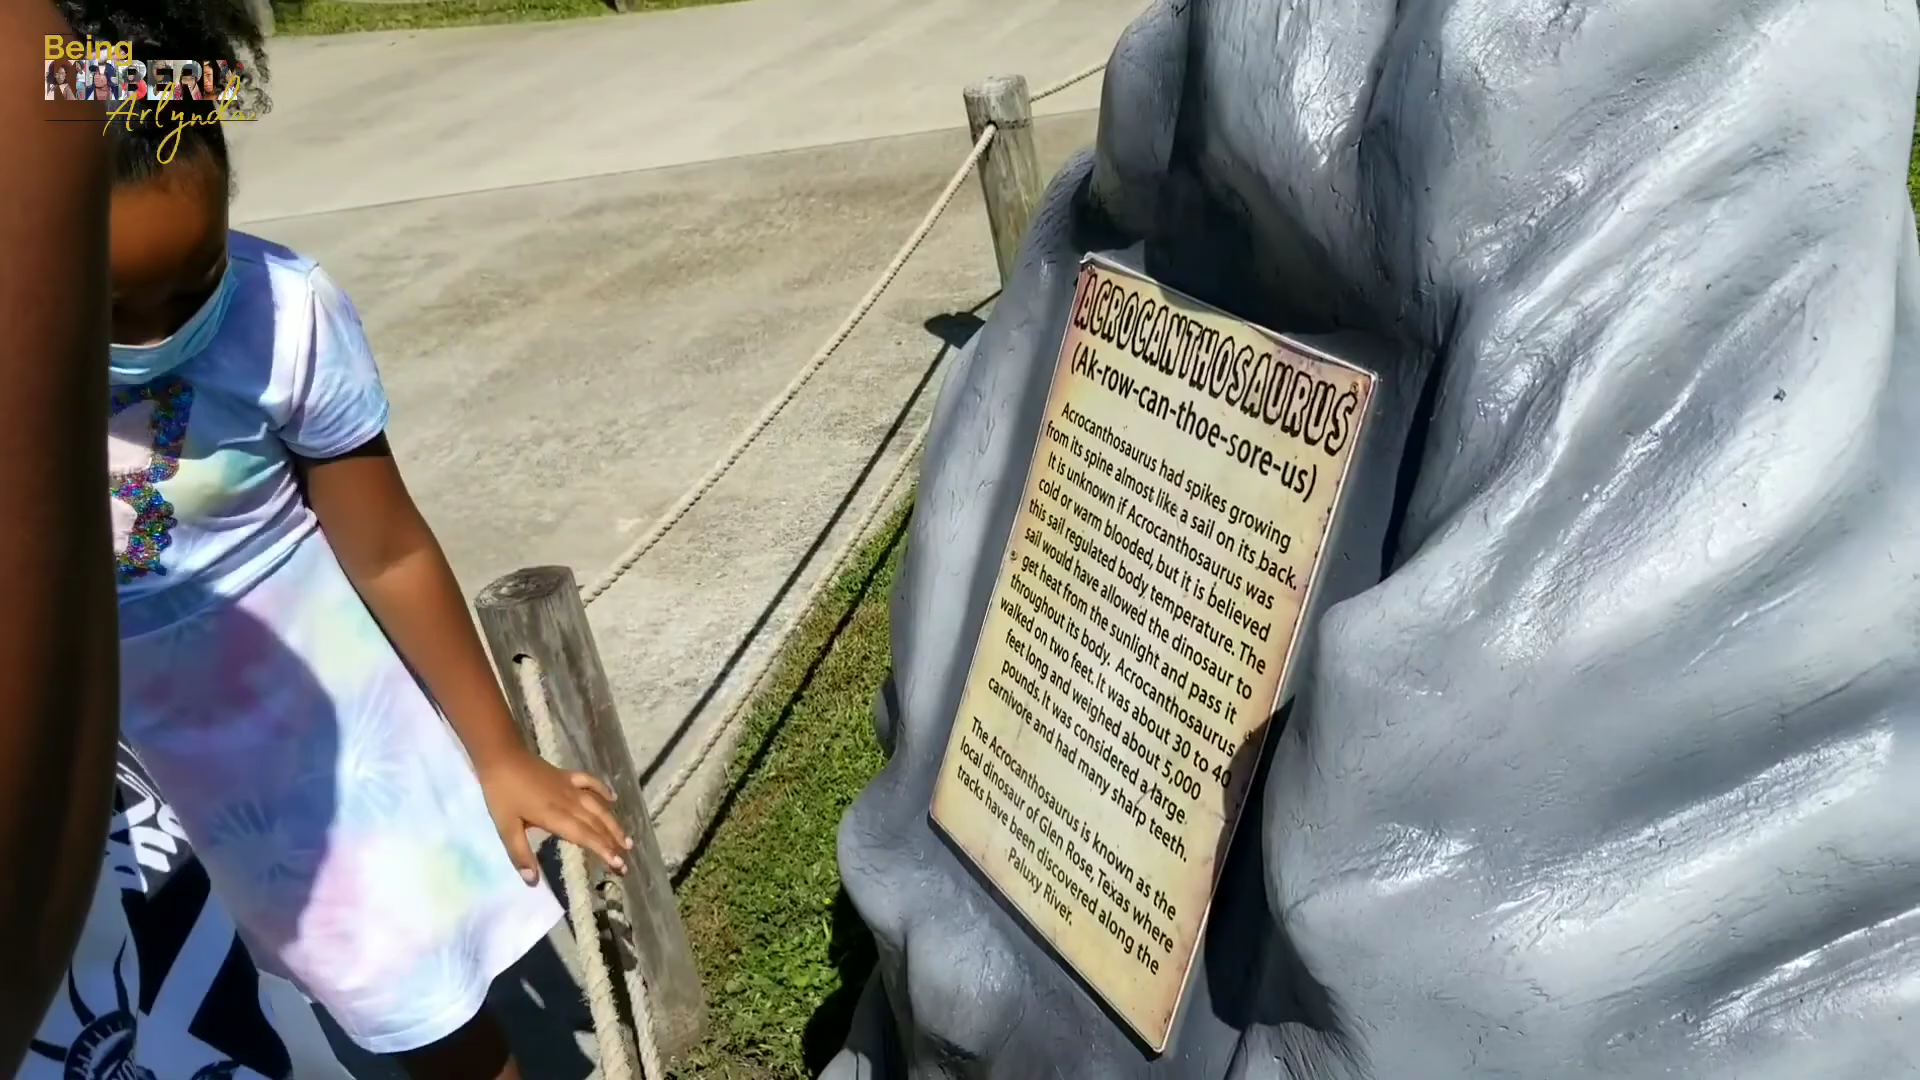 Being
KIMBERLY
Arlynda
ACROCANTHOSAURUS
(Ak-row-can-thoe-sore-us)
Acrocanthosaurus had spikes growing
from its spine almost like a sail on its back.
It is unknown if Acrocanthosaurus was
cold or warm blooded, but it is believed
this sail regulated body temperature. The
sail would have allowed the dinosaur to
get heat from the sunlight and pass it
throughout its body. Acrocanthosaurus
walked on two feet. It was about 30 to 40
feet long and weighed about 5,000
pounds. It was considered a large
carnivore and had many sharp teeth.
The Acrocanthosaurus is known as the
local dinosaur of Glen Rose, Texas where
tracks have been discovered along the
Paluxy River.